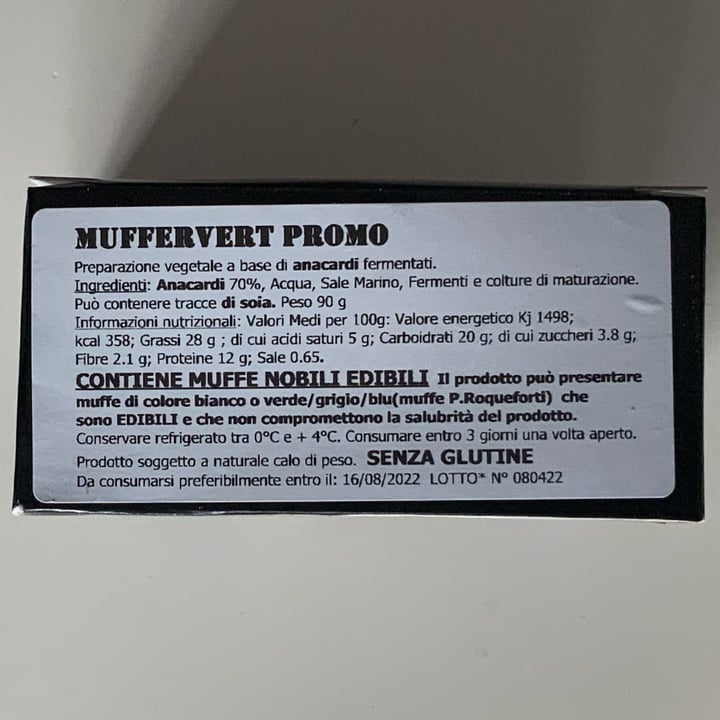 MUFFERVERT PROMO
Preparazione vegetale a base di anacardi fermentati.
Ingredienti: Anacardi 70%, Acqua, Sale Marino, Fermenti e colture di maturazione.
Può contenere tracce di soia. Peso 90 g
Informazioni nutrizionali: Valori Medi per 100g: Valore energetico Kj 1498;
kcal 358; Grassi 28 g ; di cui acidi saturi 5 g; Carboidrati 20 g; di cui zuccheri 3.8 g;
Fibre 2.1 g; Proteine 12 g; Sale 0.65.
CONTIENE MUFFE NOBILI EDIBILI Il prodotto può presentare
muffe di colore bianco o verde/grigio/blu(muffe P.Roqueforti) che
sono EDIBILI e che non compromettono la salubrità del prodotto.
Conservare refrigerato tra 0°C e + 4°C. Consumare entro 3 giorni una volta aperto.
Prodotto soggetto a naturale calo di peso. SENZA GLUTINE
Da consumarsi preferibilmente entro il: 16/08/2022 LOTTO* N° 080422